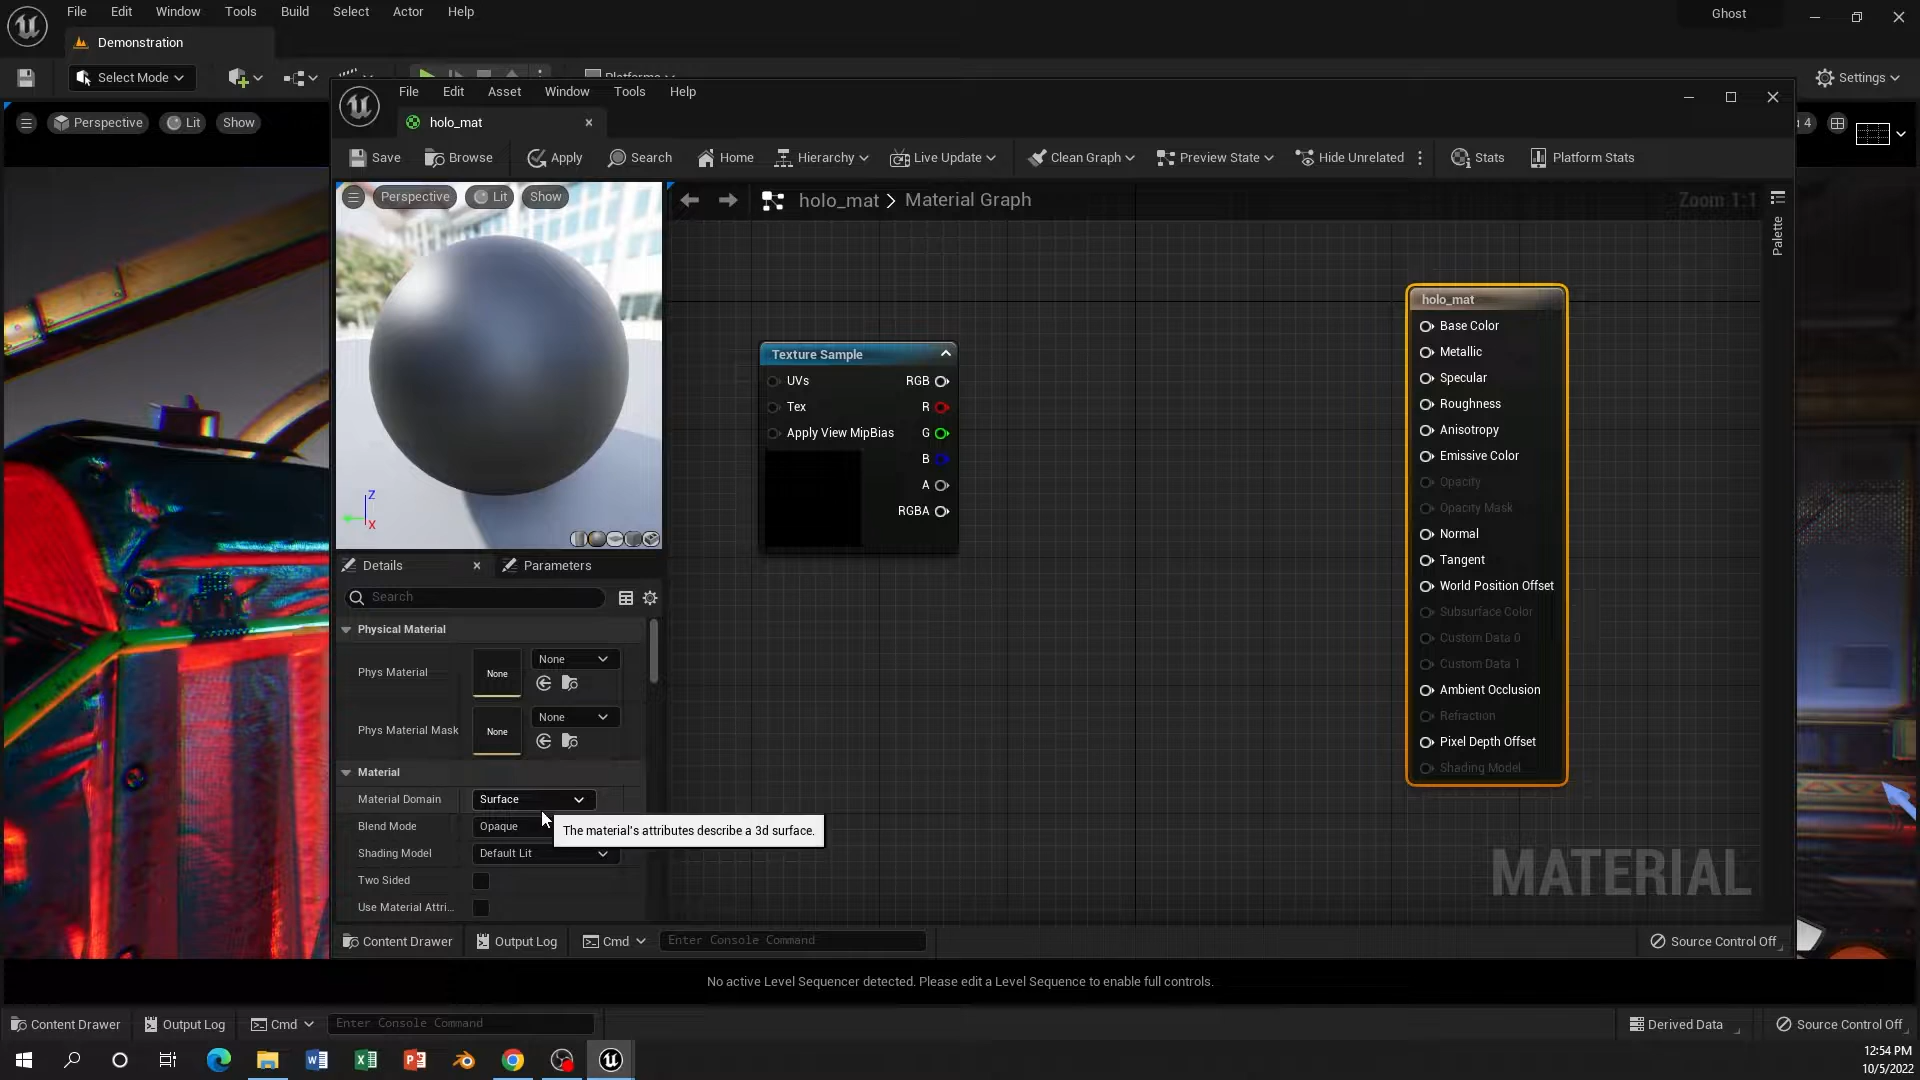 File Edit Window Tools Build Select Actor Help
Ghost
Demonstration
Select Mode
Platforms
Settings
Perspective Lit Show
4
File Edit Asset Window Tools Help
holo_mat
Save Browse Apply Search Home Hierarchy Live Update Clean Graph Preview State Hide Unrelated Stats Platform Stats
Perspective Lit Show
holo_mat > Material Graph
Zoom 1:1
Palette
Texture Sample
UVs RGB
Tex R
Apply View MipBias G
B
A
RGBA
holo_mat
Base Color
Metallic
Specular
Roughness
Anisotropy
Emissive Color
Opacity
Opacity Mask
Normal
Tangent
World Position Offset
Subsurface Color
Custom Data 0
Custom Data 1
Ambient Occlusion
Refraction
Pixel Depth Offset
Shading Model
Z
X
Details Parameters
Search
Physical Material
Phys Material None None
Phys Material Mask None None
Material
Material Domain Surface
Blend Mode Opaque
The material's attributes describe a 3d surface.
Shading Model Default Lit
Two Sided
Use Material Attri...
MATERIAL
Content Drawer Output Log Cmd Enter Console Command Source Control Off
No active Level Sequencer detected. Please edit a Level Sequence to enable full controls.
Content Drawer Output Log Cmd Enter Console Command Derived Data Source Control Off
12:54 PM
10/5/2022